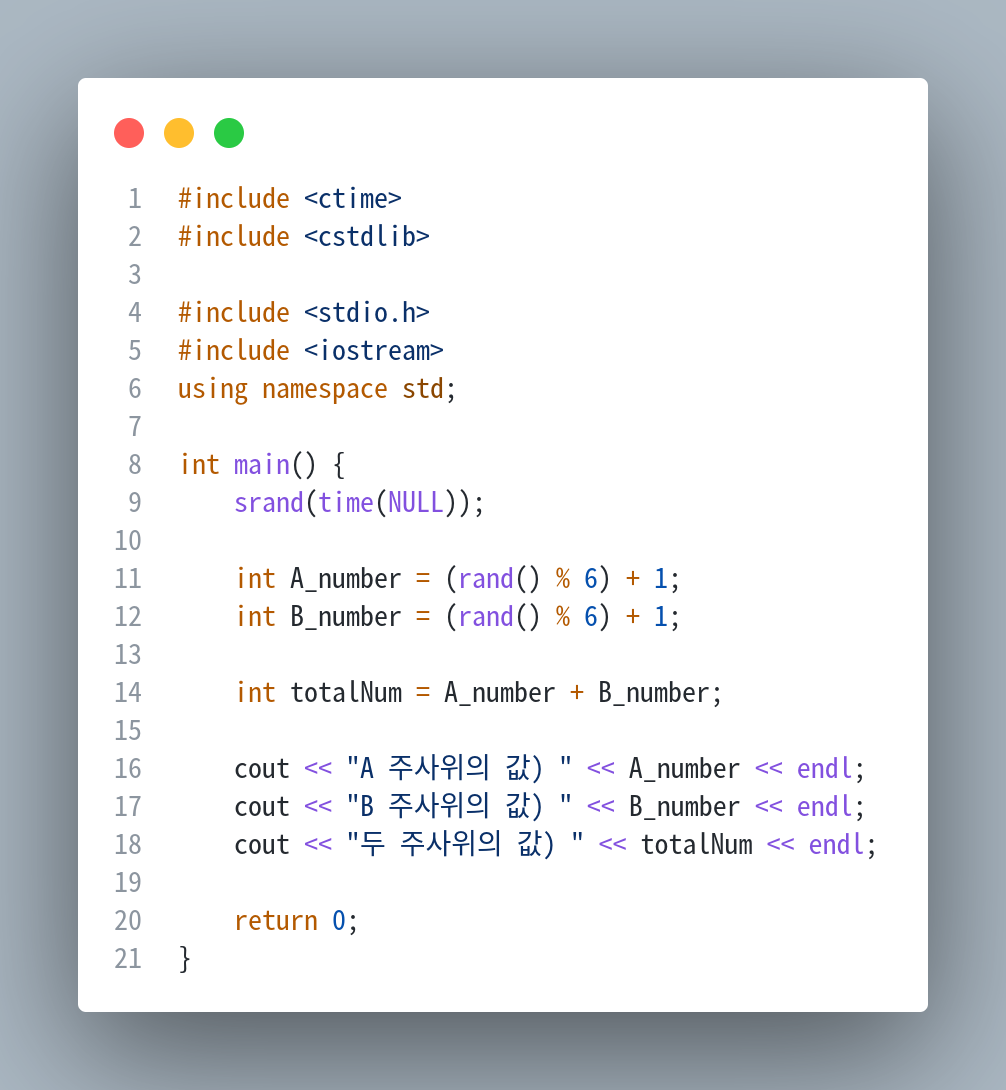 1 #include <ctime>
2 #include <cstdlib>
3
4 #include <stdio.h>
5 #include <iostream>
6 using namespace std;
7
8 int main() {
9     srand(time(NULL));
10
11     int A_number = (rand() % 6) + 1;
12     int B_number = (rand() % 6) + 1;
13
14     int totalNum = A_number + B_number;
15
16     cout << "A 주사위의 값) " << A_number << endl;
17     cout << "B 주사위의 값) " << B_number << endl;
18     cout << "두 주사위의 값) " << totalNum << endl;
19
20     return 0;
21 }